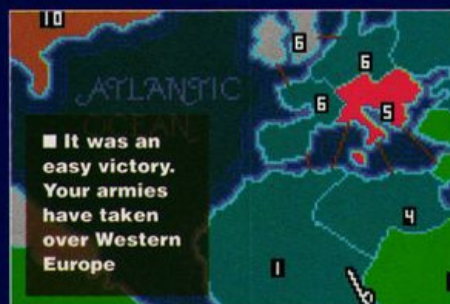 10
6
6
ATLANTIC
6
5
OCEAN
■ It was an
easy victory.
Your armies
have taken
over Western
Europe
4
1